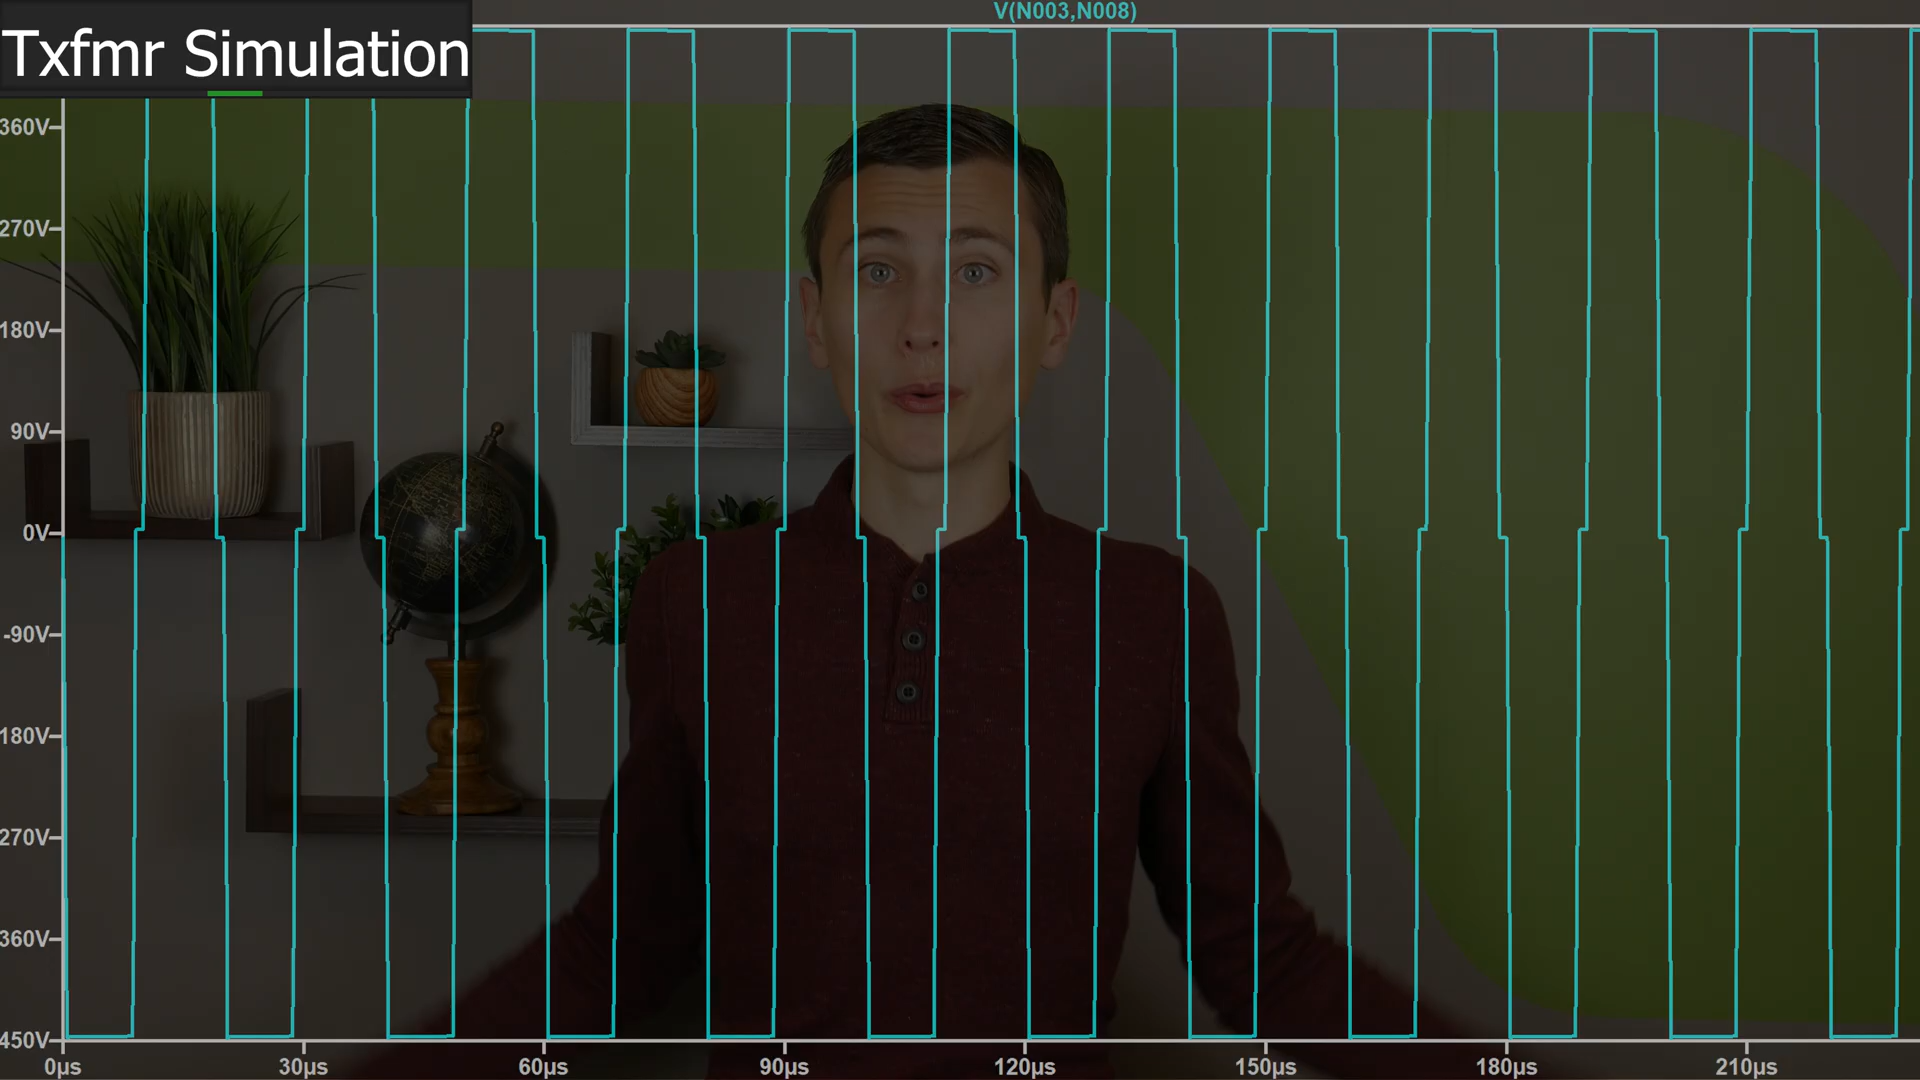 V(N003,N008)
Txfmr Simulation
360V
270V
180V
90V
0V
-90V
180V
270V
360V
450V
0µs
30µs
60µs
90µs
120µs
150µs
180µs
210µs